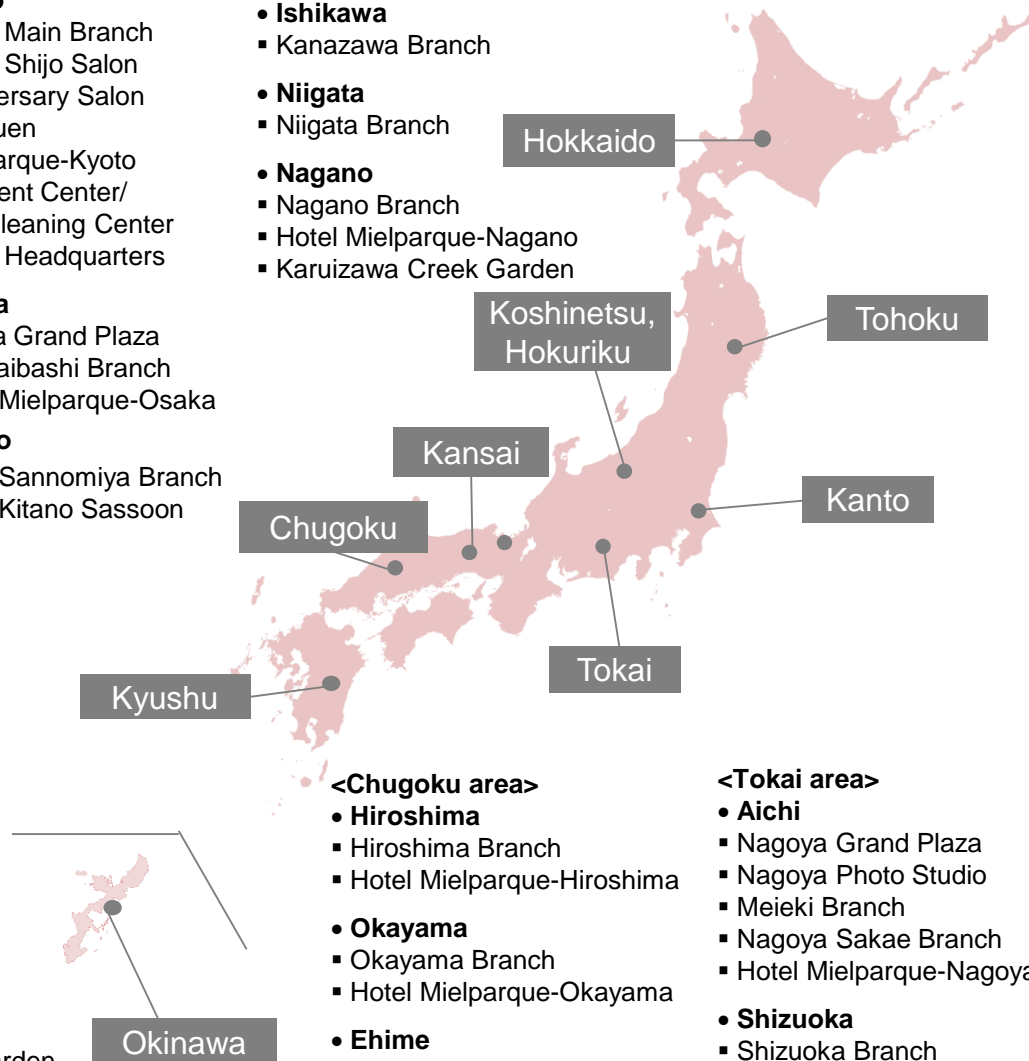 Main Branch
Shijo Salon
ersary Salon
uen
arque-Kyoto
ent Center/
leaning Center
Headquarters
a
a Grand Plaza
aibashi Branch
Mielparque-Osaka
o
Sannomiya Branch
Kitano Sassoon
• Ishikawa
▪ Kanazawa Branch
• Niigata
▪ Niigata Branch
• Nagano
▪ Nagano Branch
▪ Hotel Mielparque-Nagano
▪ Karuizawa Creek Garden
Hokkaido
Koshinetsu,
Hokuriku
Tohoku
Kansai
Kanto
Chugoku
Tokai
Kyushu
Okinawa
arden
<Chugoku area>
• Hiroshima
▪ Hiroshima Branch
▪ Hotel Mielparque-Hiroshima
• Okayama
▪ Okayama Branch
▪ Hotel Mielparque-Okayama
• Ehime
<Tokai area>
• Aichi
▪ Nagoya Grand Plaza
▪ Nagoya Photo Studio
▪ Meieki Branch
▪ Nagoya Sakae Branch
▪ Hotel Mielparque-Nagoya
• Shizuoka
▪ Shizuoka Branch